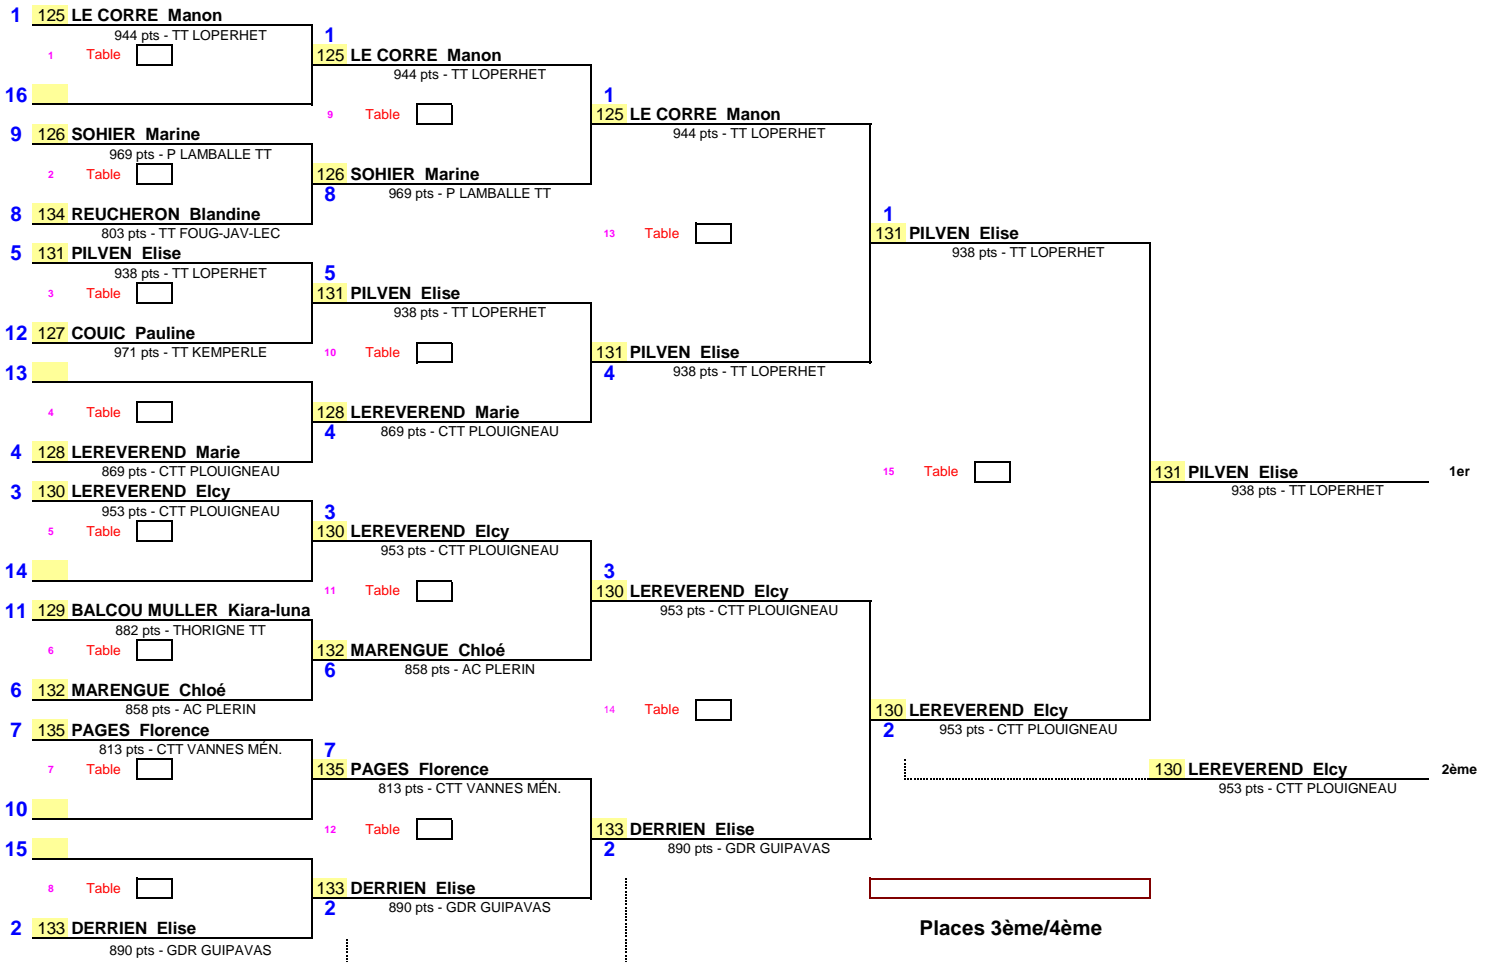 1 125 LE CORRE Manon
944 pts - TT LOPERHET
1 Table
16
9 126 SOHIER Marine
969 pts - P LAMBALLE TT
2 Table
8 134 REUCHERON Blandine
803 pts - TT FOUG-JAV-LEC
5 131 PILVEN Elise
938 pts - TT LOPERHET
3 Table
12 127 COUIC Pauline
971 pts - TT KEMPERLE
13
4 Table
4 128 LEREVEREND Marie
869 pts - CTT PLOUIGNEAU
3 130 LEREVEREND Elcy
953 pts - CTT PLOUIGNEAU
5 Table
14
11 129 BALCOU MULLER Kiara-luna
882 pts - THORIGNE TT
6 Table
6 132 MARENGUE Chloé
858 pts - AC PLERIN
7 135 PAGES Florence
813 pts - CTT VANNES MÉN.
7 Table
10
15
8 Table
2 133 DERRIEN Elise
890 pts - GDR GUIPAVAS
1
125 LE CORRE Manon
944 pts - TT LOPERHET
9 Table
126 SOHIER Marine
8 969 pts - P LAMBALLE TT
5
131 PILVEN Elise
938 pts - TT LOPERHET
10 Table
128 LEREVEREND Marie
4 869 pts - CTT PLOUIGNEAU
3
130 LEREVEREND Elcy
953 pts - CTT PLOUIGNEAU
11 Table
132 MARENGUE Chloé
6 858 pts - AC PLERIN
7
135 PAGES Florence
813 pts - CTT VANNES MÉN.
12 Table
133 DERRIEN Elise
2 890 pts - GDR GUIPAVAS
1
125 LE CORRE Manon
944 pts - TT LOPERHET
13 Table
131 PILVEN Elise
4 938 pts - TT LOPERHET
3
130 LEREVEREND Elcy
953 pts - CTT PLOUIGNEAU
14 Table
133 DERRIEN Elise
2 890 pts - GDR GUIPAVAS
1
131 PILVEN Elise
938 pts - TT LOPERHET
15 Table
130 LEREVEREND Elcy
2 953 pts - CTT PLOUIGNEAU
131 PILVEN Elise 1er
938 pts - TT LOPERHET
130 LEREVEREND Elcy 2ème
953 pts - CTT PLOUIGNEAU
Places 3ème/4ème